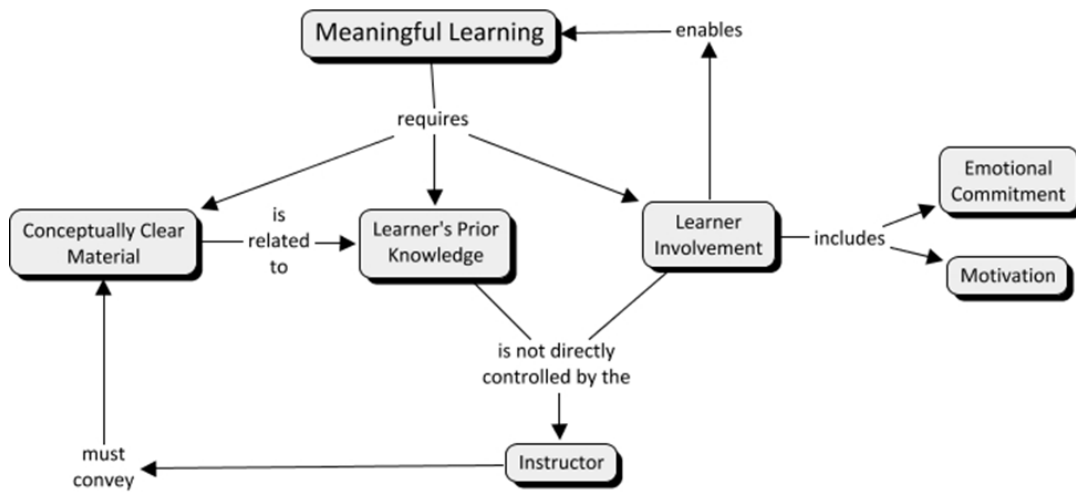 Meaningful Learning
enables
requires
Emotional
Commitment
Conceptually Clear
Material
is
related
to
Learner's Prior
Knowledge
Learner
Involvement
includes
Motivation
is not directly
controlled by the
must
convey
Instructor